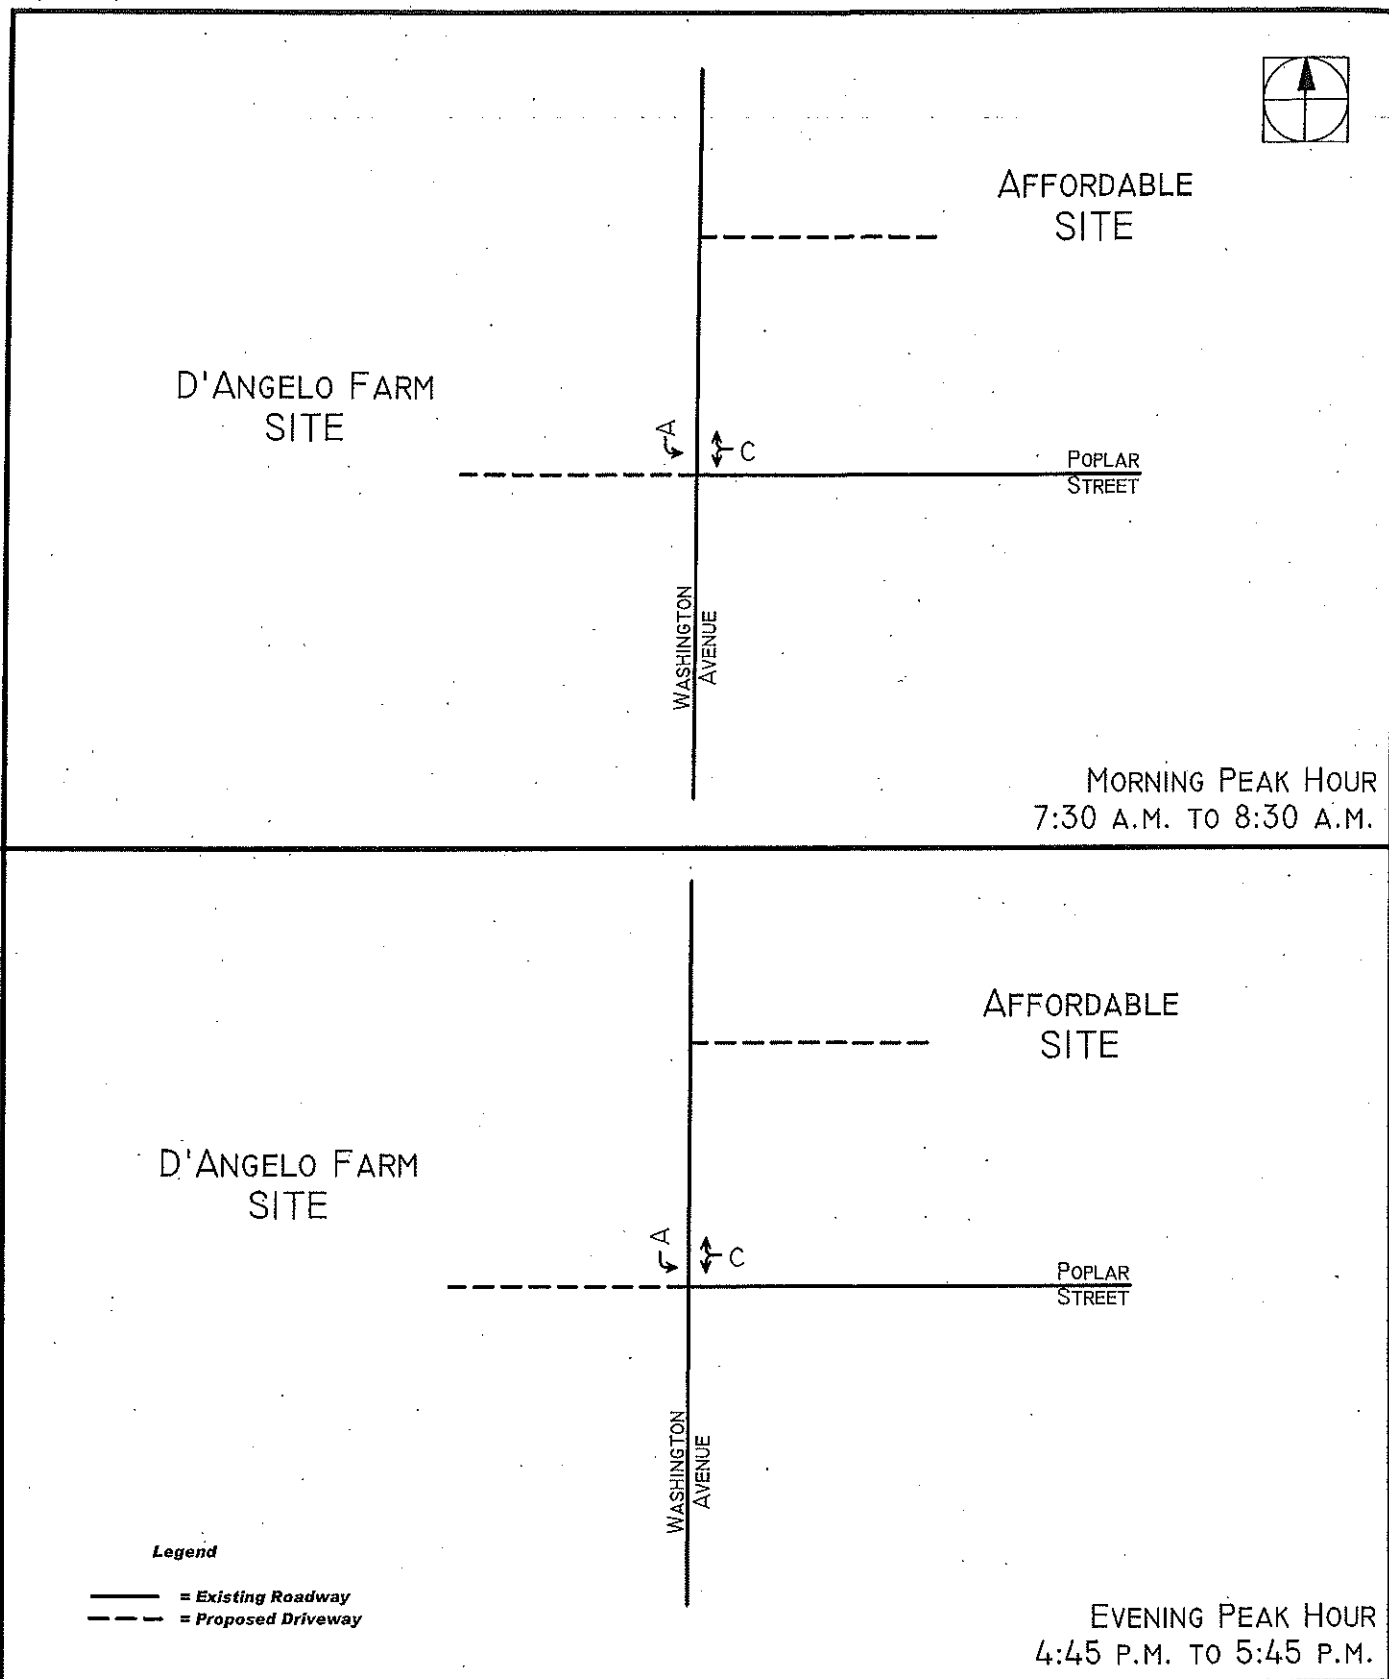 AFFORDABLE
SITE
D'ANGELO FARM
SITE
A
C
POPLAR
STREET
WASHINGTON
AVENUE
MORNING PEAK HOUR
7:30 A.M. TO 8:30 A.M.
AFFORDABLE
SITE
D'ANGELO FARM
SITE
A
C
POPLAR
STREET
WASHINGTON
AVENUE
Legend
= Existing Roadway
= Proposed Driveway
EVENING PEAK HOUR
4:45 P.M. TO 5:45 P.M.